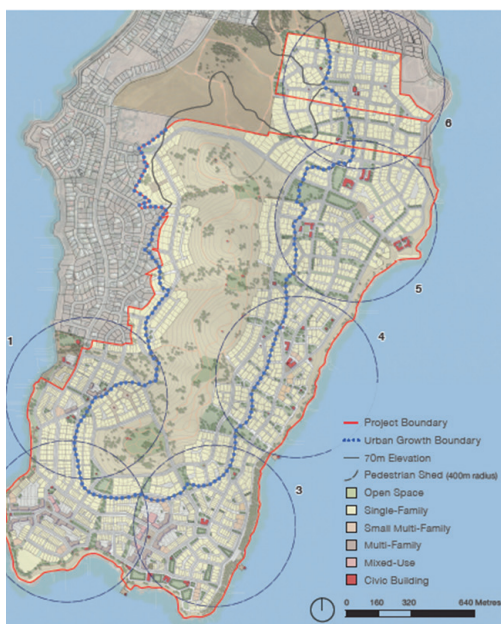 6
5
1
4
3
Project Boundary
Urban Growth Boundary
70m Elevation
Pedestrian Shed (400m radius)
Open Space
Single-Family
Small Multi-Family
Multi-Family
Mixed-Use
Civic Building
0 160 320 640 Metres